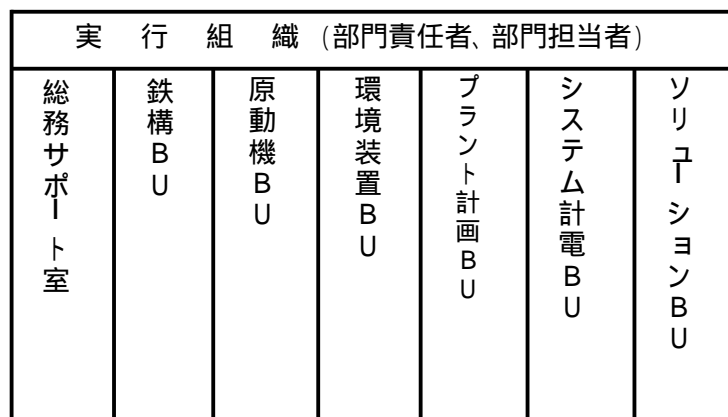 実行組織(部門責任者、部門担当者)
総務サポート室
鉄構BU
原動機BU
環境装置BU
プラント計画BU
システム計電BU
ソリューションBU